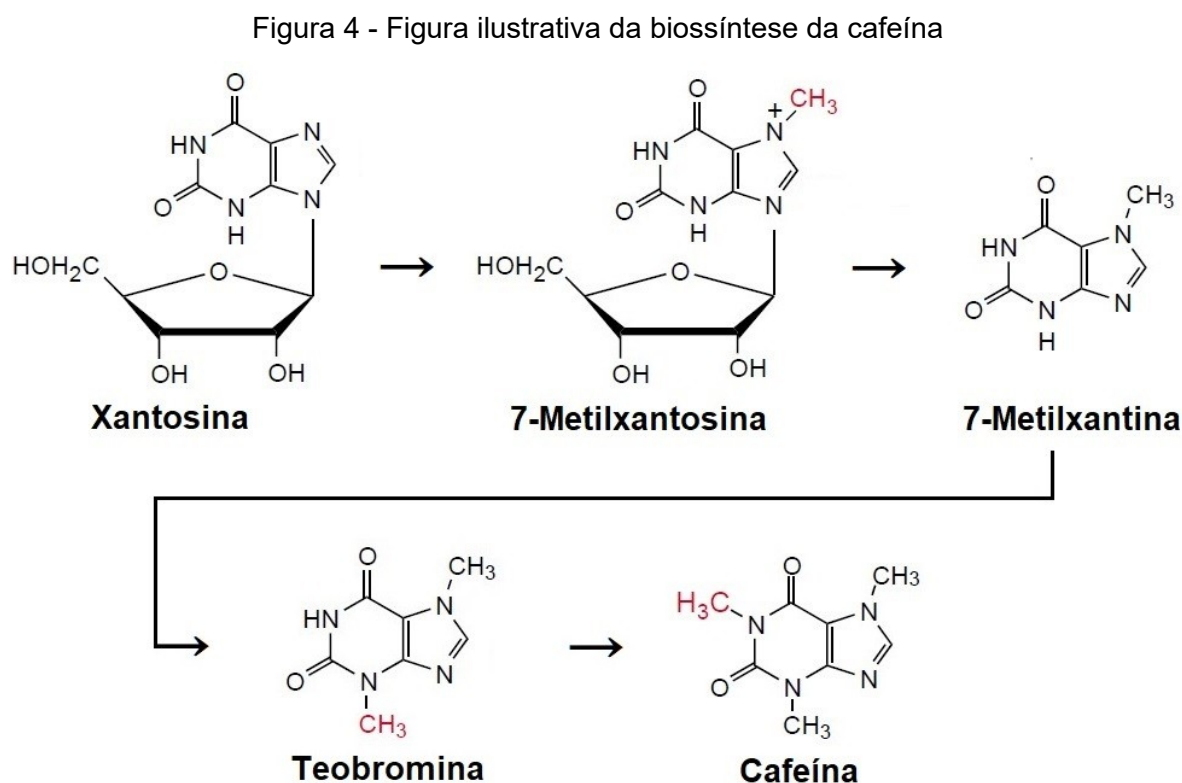 Figura 4 - Figura ilustrativa da biossíntese da cafeína
O
HN
N
O
N
H
N
HOH₂C
O
OH
OH
Xantosina
O
+
CH₃
HN
N
O
N
H
N
HOH₂C
O
OH
OH
7-Metilxantosina
O
CH₃
HN
N
O
N
H
N
7-Metilxantina
O
CH₃
HN
N
O
N
N
CH₃
Teobromina
O
CH₃
H₃C
N
N
O
N
N
CH₃
Cafeína